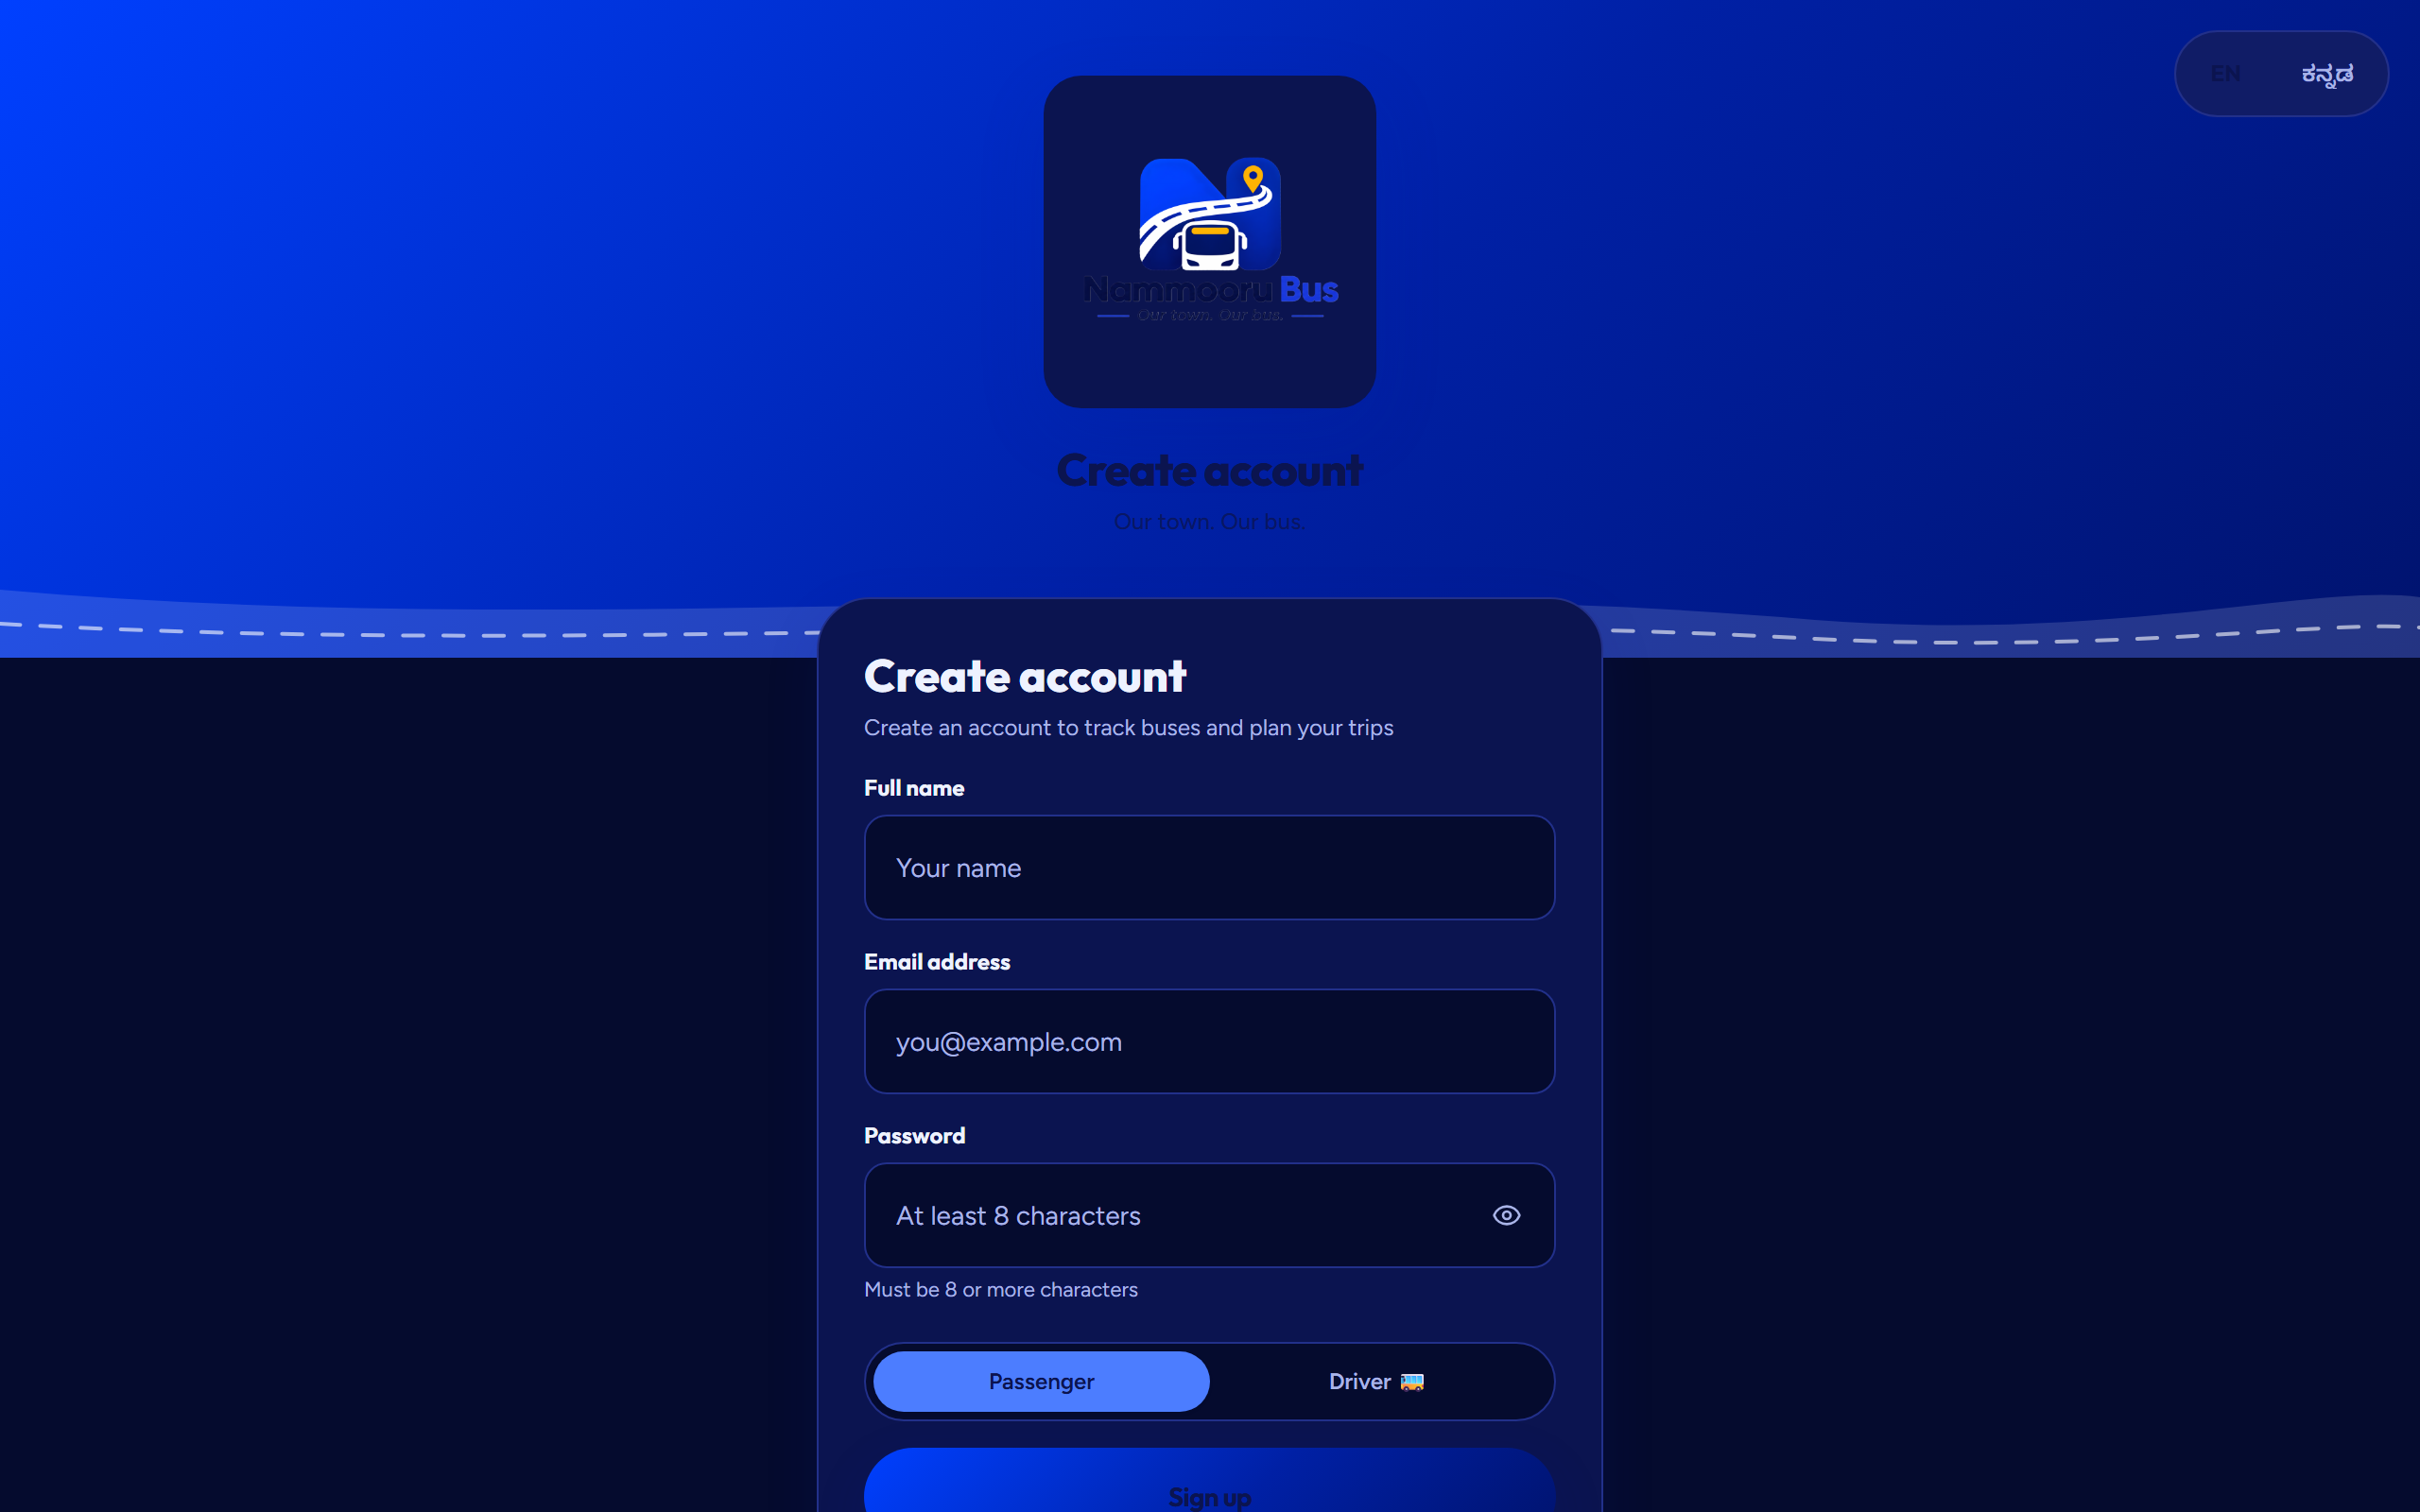 EN ಕನ್ನಡ
Nammooru Bus
Our town. Our bus.
Create account
Our town. Our bus.
Create account
Create an account to track buses and plan your trips
Full name
Your name
Email address
you@example.com
Password
At least 8 characters
Must be 8 or more characters
Passenger Driver
Sign up